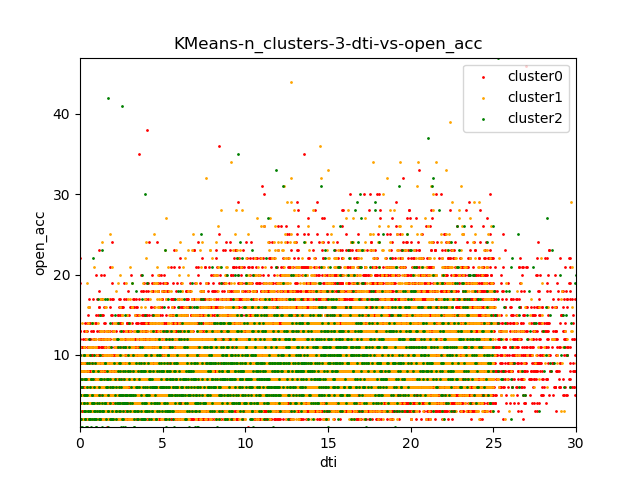 KMeans-n_clusters-3-dti-vs-open_acc
cluster0
cluster1
cluster2
40
30
20
10
open_acc
0
5
10
15
20
25
30
dti